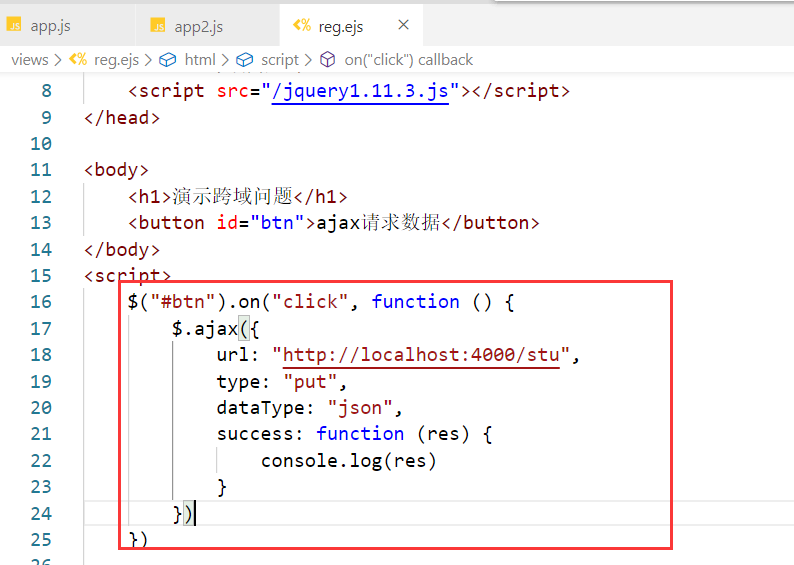 app.js app2.js reg.ejs
views > reg.ejs > html > script > on("click") callback
8 <script src="/jquery1.11.3.js"></script>
9 </head>
10
11 <body>
12 <h1>演示跨域问题</h1>
13 <button id="btn">ajax请求数据</button>
14 </body>
15 <script>
16 $("#btn").on("click", function () {
17 $.ajax({
18 url: "http://localhost:4000/stu",
19 type: "put",
20 dataType: "json",
21 success: function (res) {
22 console.log(res)
23 }
24 })
25 })